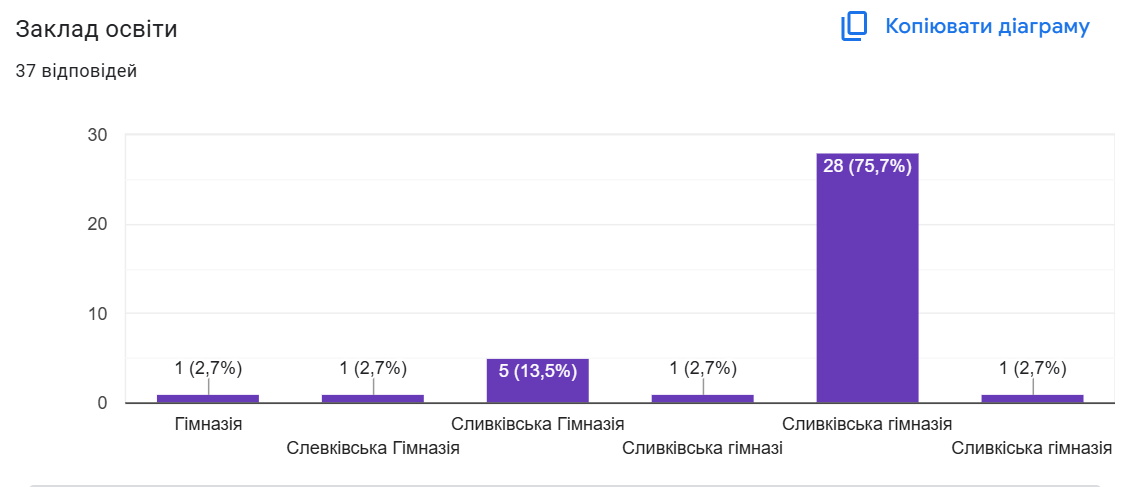 Заклад освіти
Копіювати діаграму
37 відповідей
30
20
10
0
1 (2,7%)
1 (2,7%)
5 (13,5%)
1 (2,7%)
28 (75,7%)
1 (2,7%)
Гімназія
Слевківська Гімназія
Сливківська Гімназія
Сливківська гімназі
Сливківська гімназія
Сливкіська гімназія